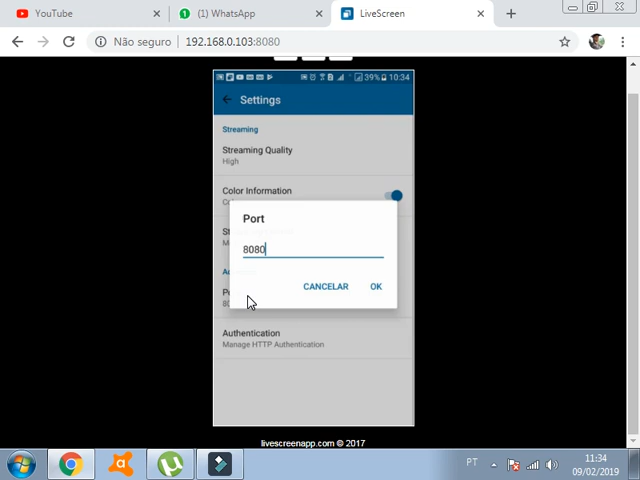 YouTube
(1) WhatsApp
LiveScreen
Não seguro
192.168.0.103:8080
39%
10:34
Settings
Streaming
Streaming Quality
High
Color Information
Port
8080
CANCELAR
OK
Authentication
Manage HTTP Authentication
livescreenapp.com © 2017
PT
11:34
09/02/2019